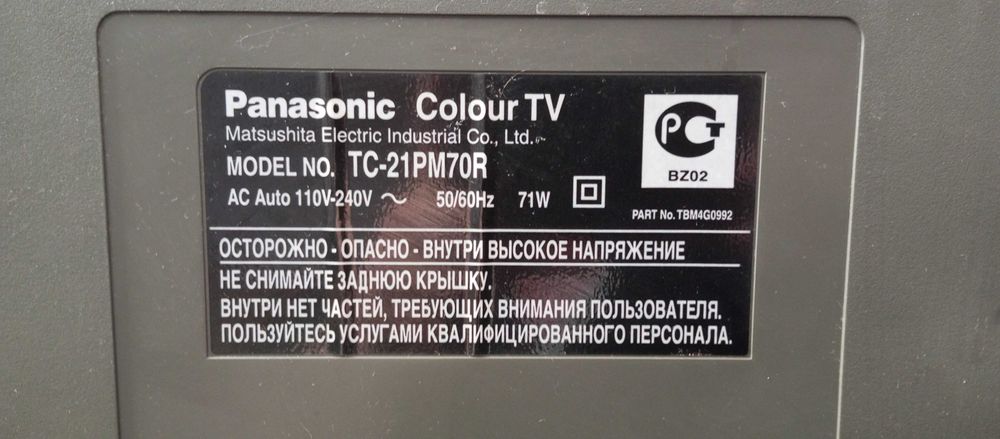 Panasonic Colour TV
Matsushita Electric Industrial Co., Ltd.
MODEL NO. TC-21PM70R
AC Auto 110V-240V ~ 50/60Hz 71W
РСТ
BZ02
PART No. TBM4G0992
ОСТОРОЖНО - ОПАСНО - ВНУТРИ ВЫСОКОЕ НАПРЯЖЕНИЕ
НЕ СНИМАЙТЕ ЗАДНЮЮ КРЫШКУ.
ВНУТРИ НЕТ ЧАСТЕЙ, ТРЕБУЮЩИХ ВНИМАНИЯ ПОЛЬЗОВАТЕЛЯ.
ПОЛЬЗУЙТЕСЬ УСЛУГАМИ КВАЛИФИЦИРОВАННОГО ПЕРСОНАЛА.